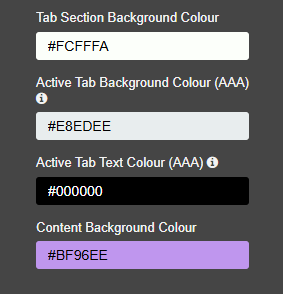 Tab Section Background Colour
#FCFFFA
Active Tab Background Colour (AAA)
#E8EDEE
Active Tab Text Colour (AAA)
#000000
Content Background Colour
#BF96EE